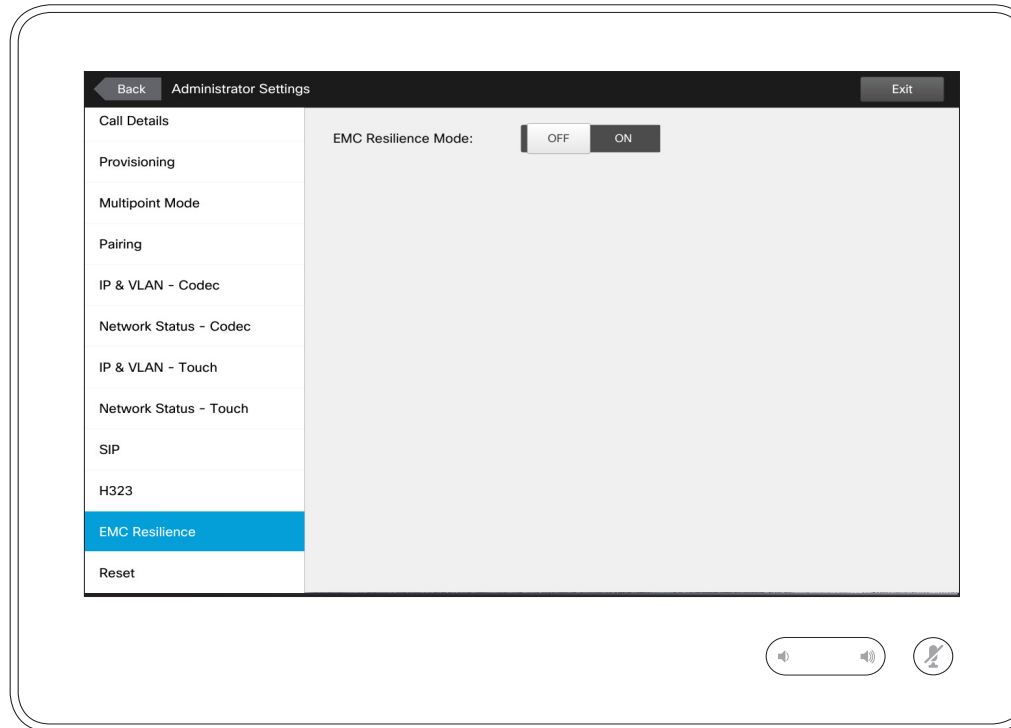 Back Administrator Settings Exit
Call Details
EMC Resilience Mode: OFF ON
Provisioning
Multipoint Mode
Pairing
IP & VLAN - Codec
Network Status - Codec
IP & VLAN - Touch
Network Status - Touch
SIP
H323
EMC Resilience
Reset